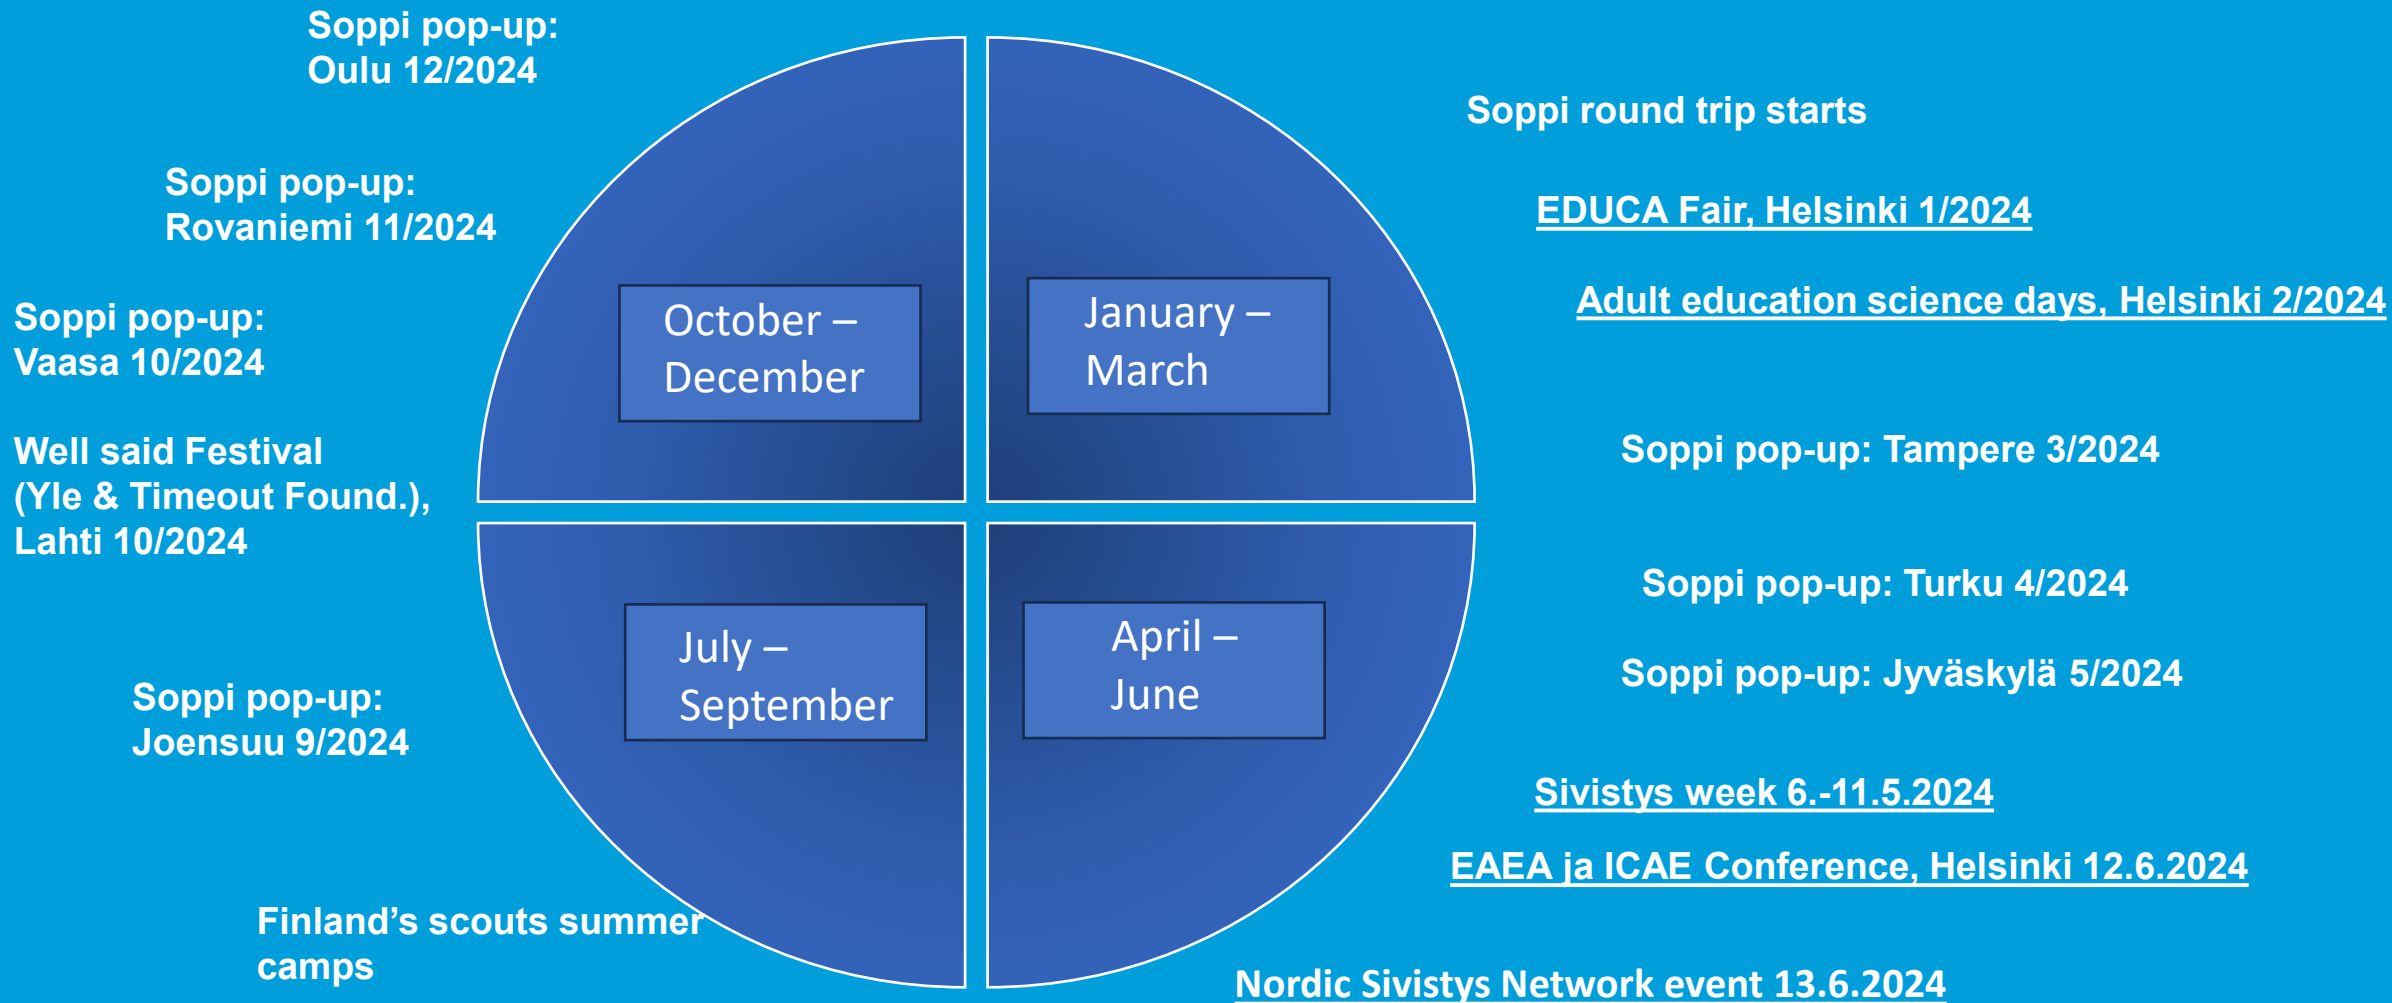 Soppi pop-up:
Oulu 12/2024
Soppi pop-up:
Rovaniemi 11/2024
Soppi pop-up:
Vaasa 10/2024
Well said Festival
(Yle & Timeout Found.),
Lahti 10/2024
Soppi pop-up:
Joensuu 9/2024
Finland’s scouts summer
camps
October –
December
January –
March
July –
September
April –
June
Soppi round trip starts
EDUCA Fair, Helsinki 1/2024
Adult education science days, Helsinki 2/2024
Soppi pop-up: Tampere 3/2024
Soppi pop-up: Turku 4/2024
Soppi pop-up: Jyväskylä 5/2024
Sivistys week 6.-11.5.2024
EAEA ja ICAE Conference, Helsinki 12.6.2024
Nordic Sivistys Network event 13.6.2024